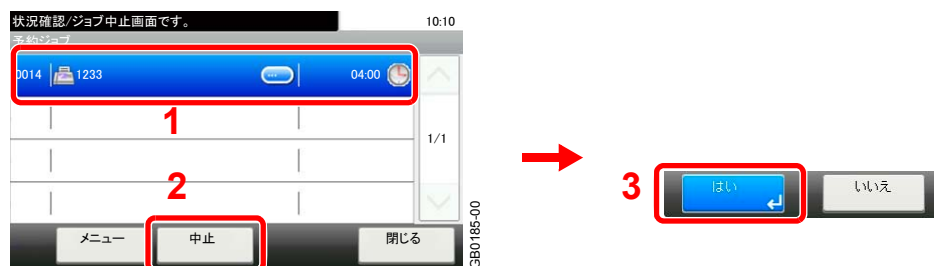 状況確認/ジョブ中止画面です。 10:10
予約ジョブ
0014 1233 04:00
1
1/1
2
メニュー 中止 閉じる
GB0185-00
3 はい いいえ